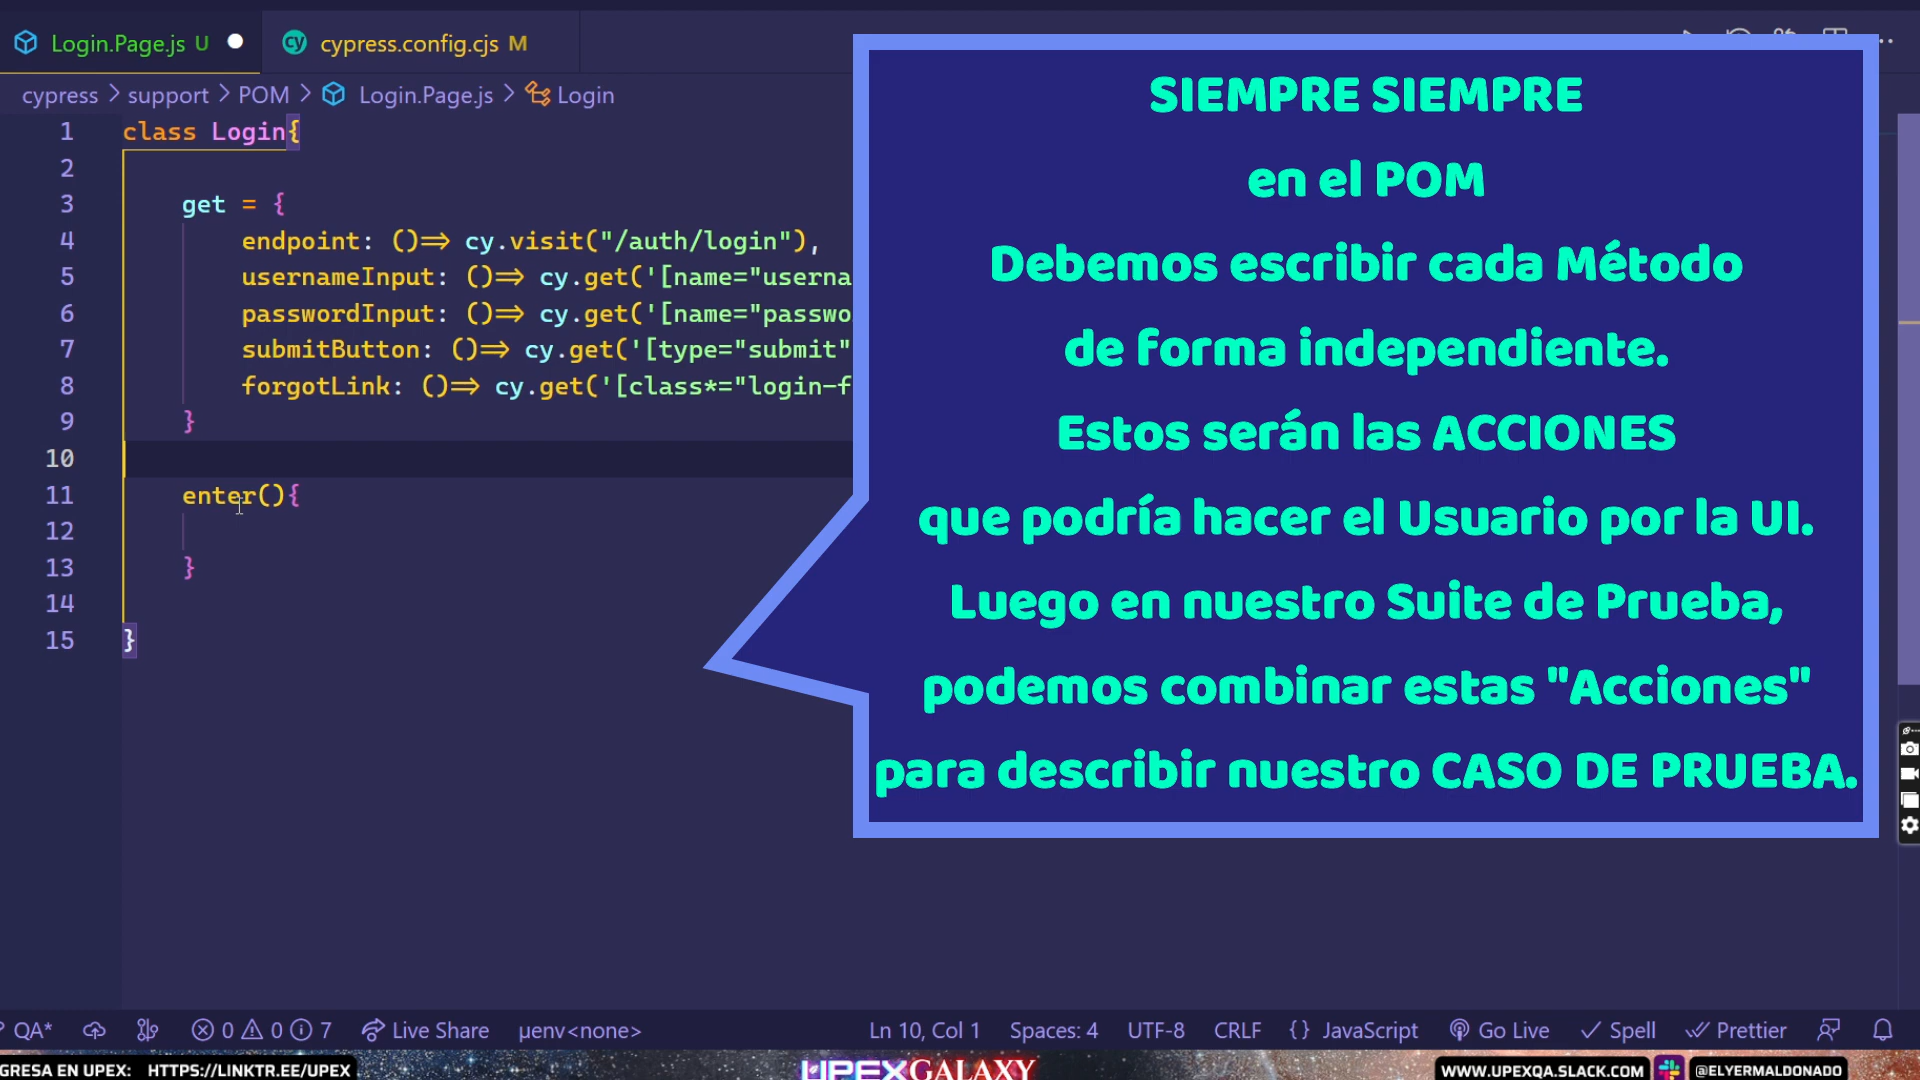 Login.Page.js U
cypress.config.cjs M
cypress > support > POM > Login.Page.js > Login
1 class Login{
2
3 get = {
4 endpoint: ()=> cy.visit("/auth/login"),
5 usernameInput: ()=> cy.get('[name="userna
6 passwordInput: ()=> cy.get('[name="passwo
7 submitButton: ()=> cy.get('[type="submit"
8 forgotLink: ()=> cy.get('[class*="login-f
9 }
10
11 enter(){
12
13 }
14
15 }
SIEMPRE SIEMPRE
en el POM
Debemos escribir cada Método
de forma independiente.
Estos serán las ACCIONES
que podría hacer el Usuario por la UI.
Luego en nuestro Suite de Prueba,
podemos combinar estas "Acciones"
para describir nuestro CASO DE PRUEBA.
QA* 0 0 7 Live Share µenv<none> Ln 10, Col 1 Spaces: 4 UTF-8 CRLF {} JavaScript Go Live Spell Prettier
GRESA EN UPEX: HTTPS://LINKTR.EE/UPEX UPEXGALAXY WWW.UPEXQA.SLACK.COM @ELYERMALDONADO